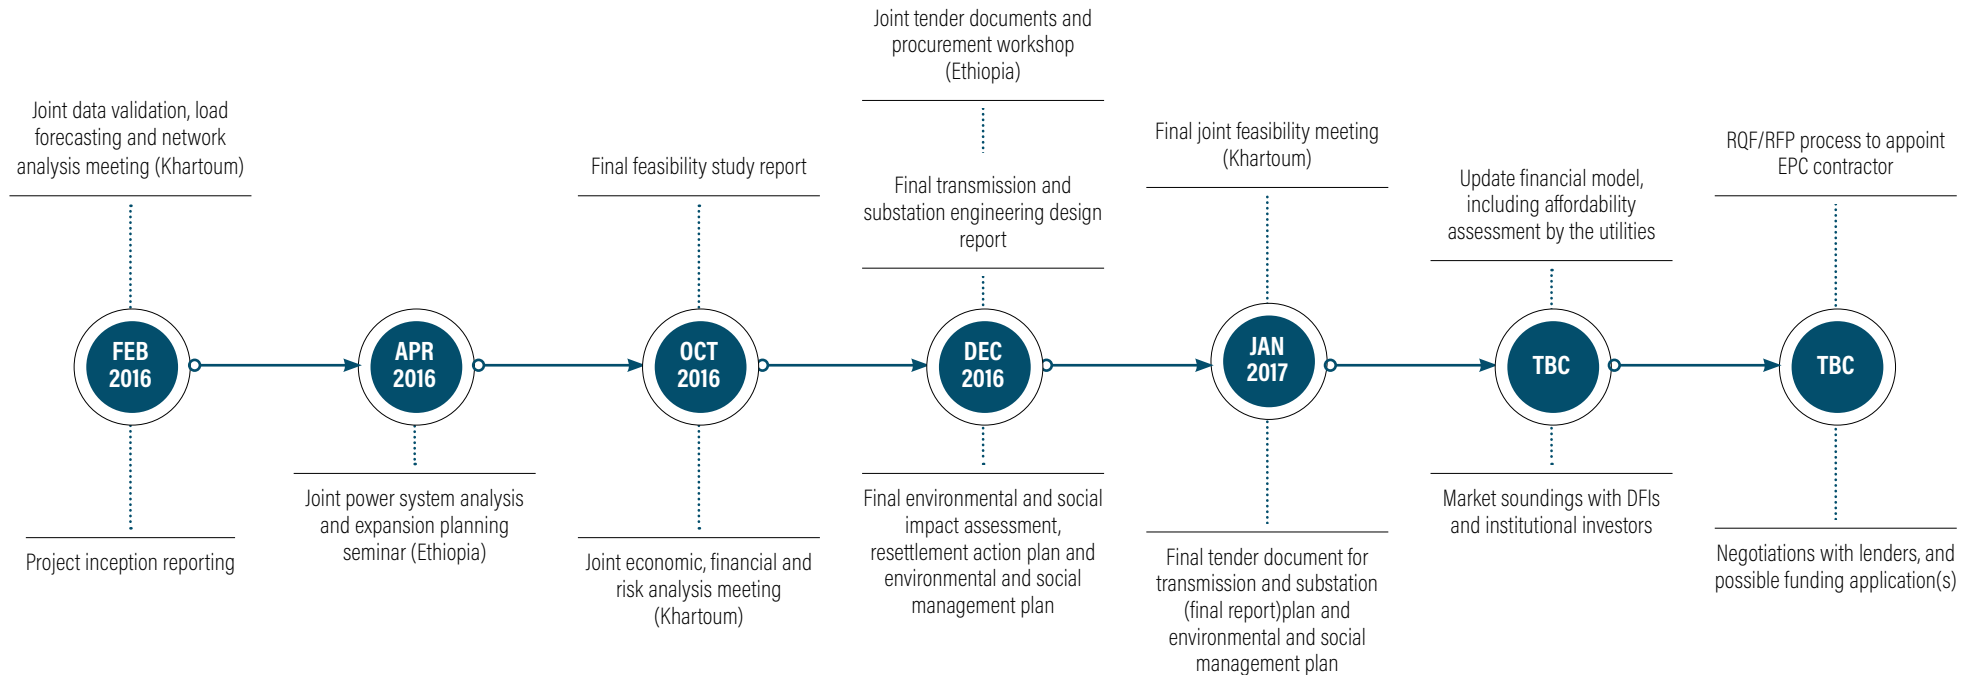 Joint data validation, load
forecasting and network
analysis meeting (Khartoum)
FEB
2016
Project inception reporting
APR
2016
Joint power system analysis
and expansion planning
seminar (Ethiopia)
Final feasibility study report
OCT
2016
Joint economic, financial and
risk analysis meeting
(Khartoum)
Joint tender documents and
procurement workshop
(Ethiopia)
Final transmission and
substation engineering design
report
DEC
2016
Final environmental and social
impact assessment,
resettlement action plan and
environmental and social
management plan
Final joint feasibility meeting
(Khartoum)
JAN
2017
Final tender document for
transmission and substation
(final report)plan and
environmental and social
management plan
Update financial model,
including affordability
assessment by the utilities
TBC
Market soundings with DFIs
and institutional investors
RQF/RFP process to appoint
EPC contractor
TBC
Negotiations with lenders, and
possible funding application(s)